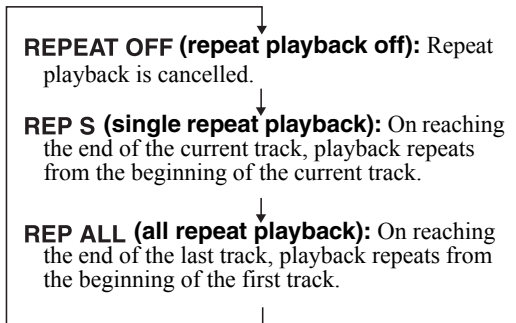 REPEAT OFF (repeat playback off): Repeat
playback is cancelled.
REP S (single repeat playback): On reaching
the end of the current track, playback repeats
from the beginning of the current track.
REP ALL (all repeat playback): On reaching
the end of the last track, playback repeats from
the beginning of the first track.